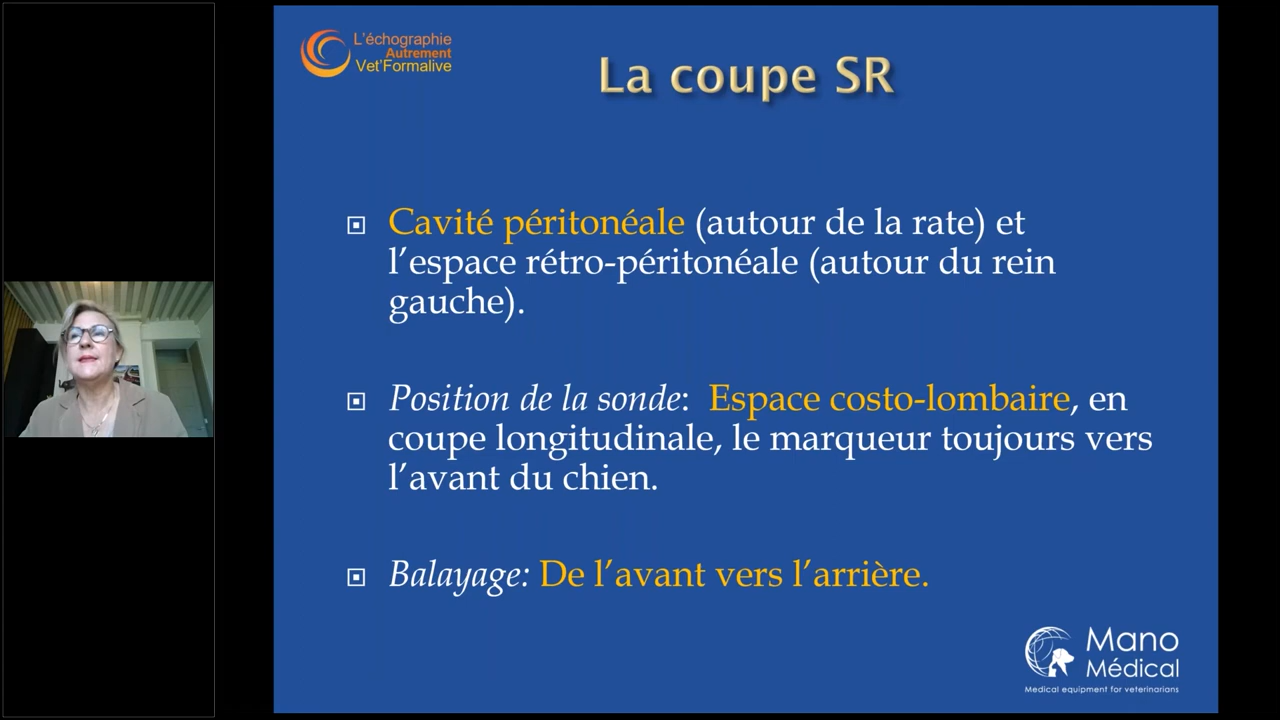 L'échographie
Autrement
Vet'Formalive
La coupe SR
Cavité péritonéale (autour de la rate) et
l'espace rétro-péritonéale (autour du rein
gauche).
Position de la sonde: Espace costo-lombaire, en
coupe longitudinale, le marqueur toujours vers
l'avant du chien.
Balayage: De l'avant vers l'arrière.
Mano
Médical
Medical equipment for veterinarians